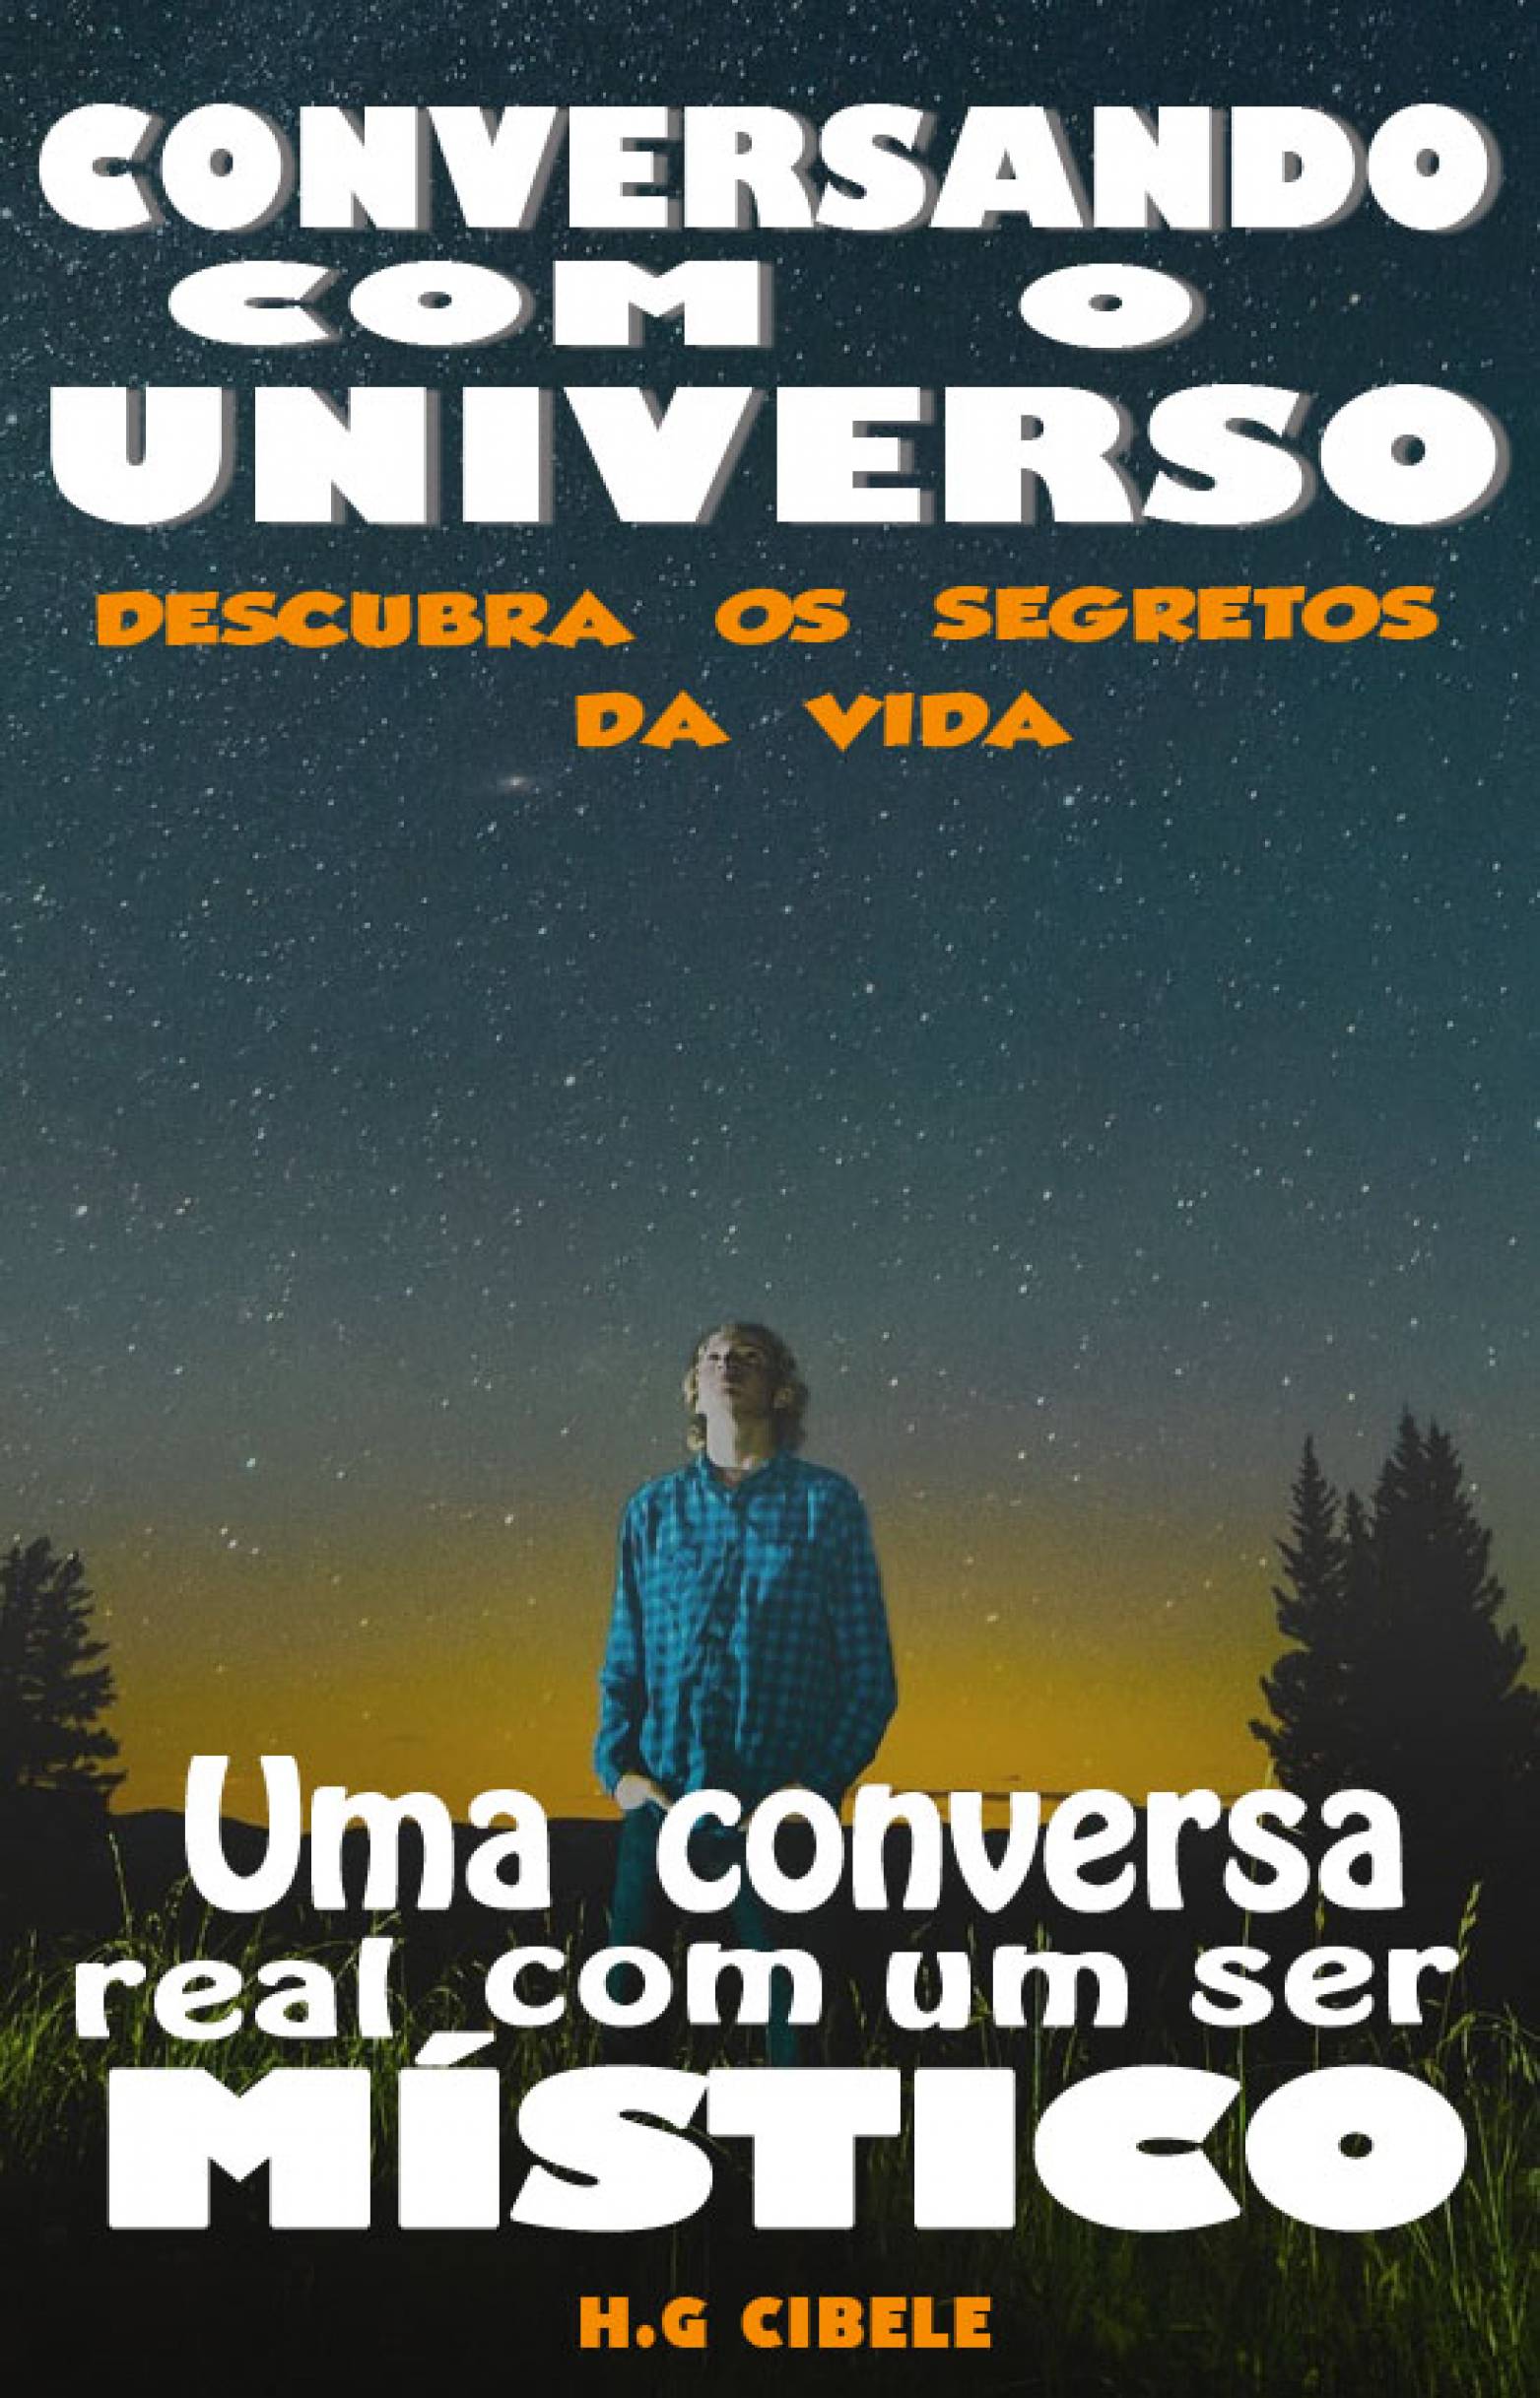 CONVERSANDO
COM O
UNIVERSO
DESCUBRA OS SEGRETOS
DA VIDA
Uma conversa
real com um ser
MÍSTICO
H.G CIBELE